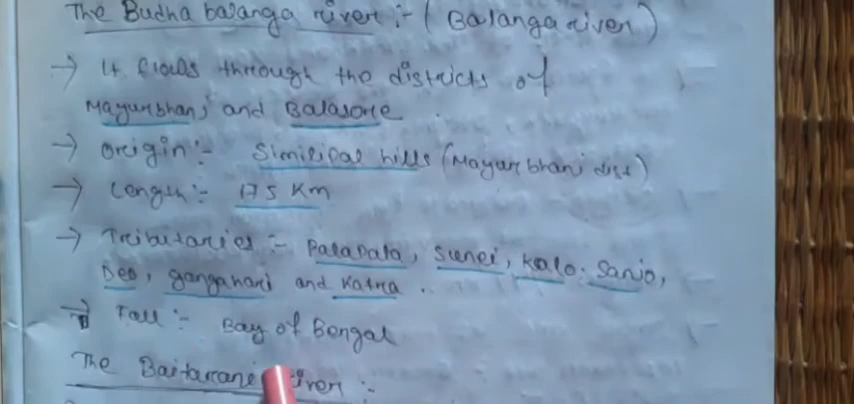 The Budha balanga river :- ( Balanga river )
→ It flows through the districts of
Mayurbhanj and Balasore .
→ Origin :- Similipal hills (Mayurbhanj dist)
→ Length :- 175 Km
→ Tributaries :- Palapala, Sunei, Kalo, Sanjo,
Deo, gangahari and Katra .
→ Fall :- Bay of Bengal
The Baitarani river :-